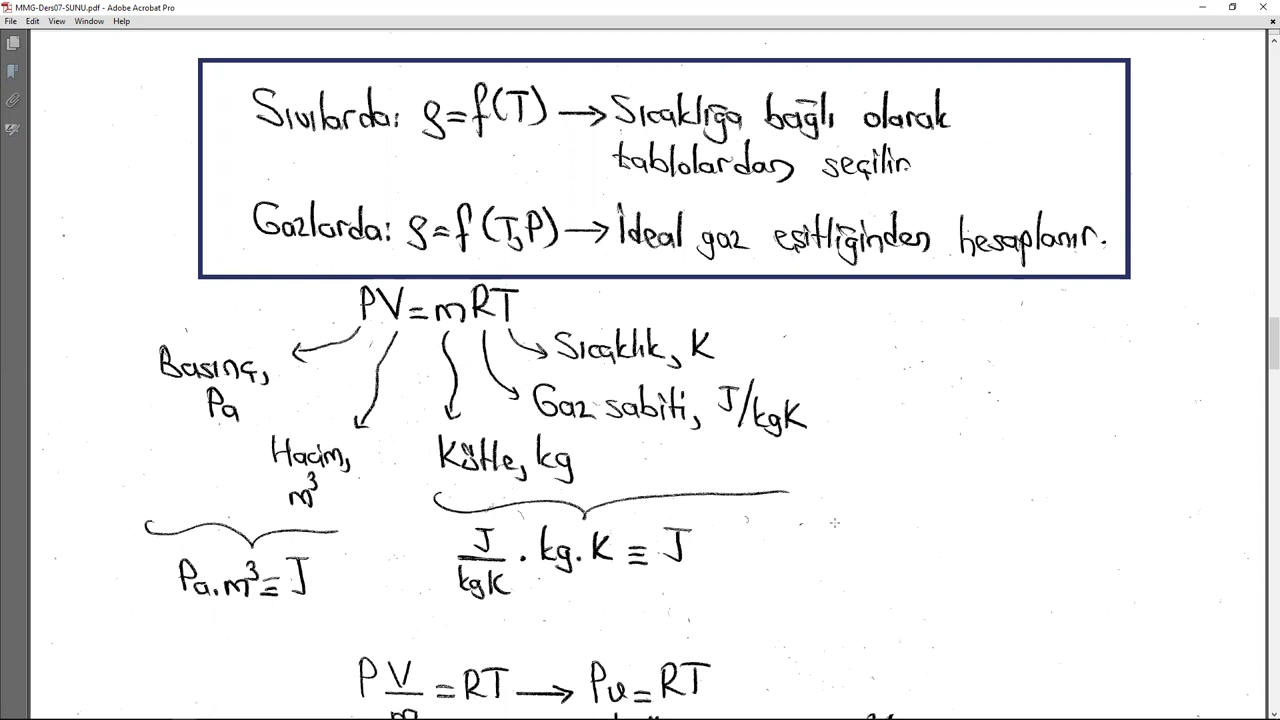 MMG-Ders07-SUNU.pdf - Adobe Acrobat Pro
File Edit View Window Help
Sıvılarda: ρ=f(T) → Sıcaklığa bağlı olarak
tablolardan seçilir.
Gazlarda: ρ=f(T,P) → İdeal gaz eşitliğinden hesaplanır.
PV=mRT
Sıcaklık, K
Basınç,
Pa
Gaz sabiti, J/kgK
Hacim,
m³
Kütle, kg
Pa.m³≡J
J/kgK . kg.K ≡ J
P V/m = RT → Pv=RT